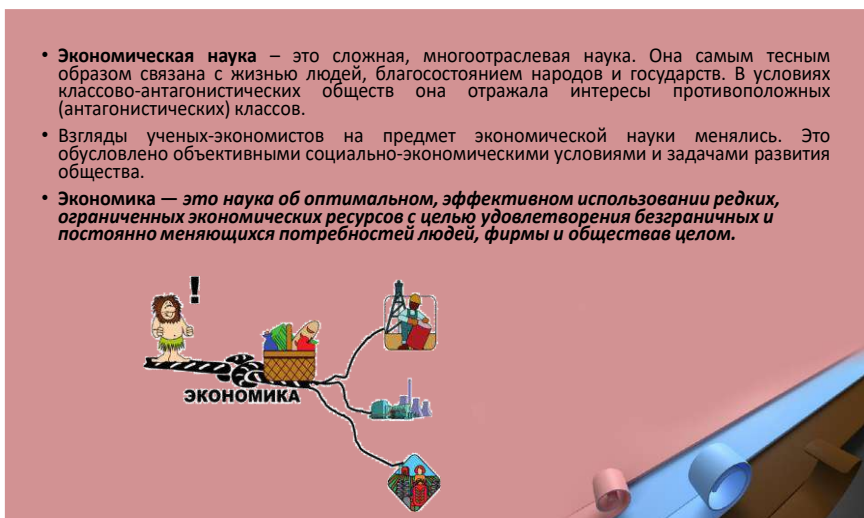 • Экономическая наука – это сложная, многоотраслевая наука. Она самым тесным
образом связана с жизнью людей, благосостоянием народов и государств. В условиях
классово-антагонистических обществ она отражала интересы противоположных
(антагонистических) классов.
• Взгляды ученых-экономистов на предмет экономической науки менялись. Это
обусловлено объективными социально-экономическими условиями и задачами развития
общества.
• Экономика — это наука об оптимальном, эффективном использовании редких,
ограниченных экономических ресурсов с целью удовлетворения безграничных и
постоянно меняющихся потребностей людей, фирмы и обществав целом.
!
ЭКОНОМИКА